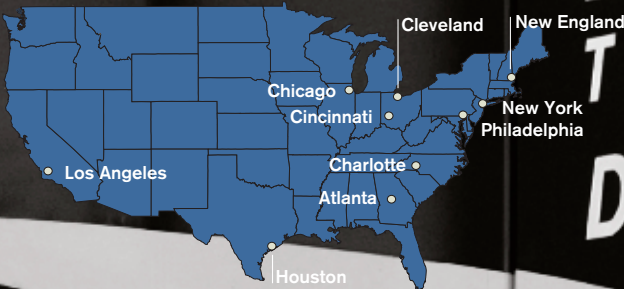 Cleveland
New England
Chicago
Cincinnati
New York
Philadelphia
Charlotte
Los Angeles
Atlanta
Houston
T
D